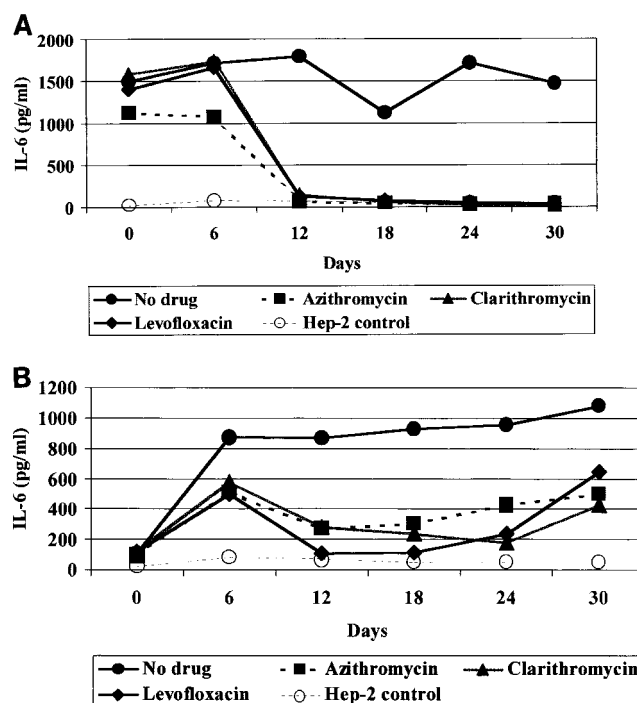 A
2000
1500
1000
500
0
IL-6 (pg/ml)
0 6 12 18 24 30
Days
No drug Azithromycin Clarithromycin
Levofloxacin Hep-2 control
B
1200
1000
800
600
400
200
0
IL-6 (pg/ml)
0 6 12 18 24 30
Days
No drug Azithromycin Clarithromycin
Levofloxacin Hep-2 control